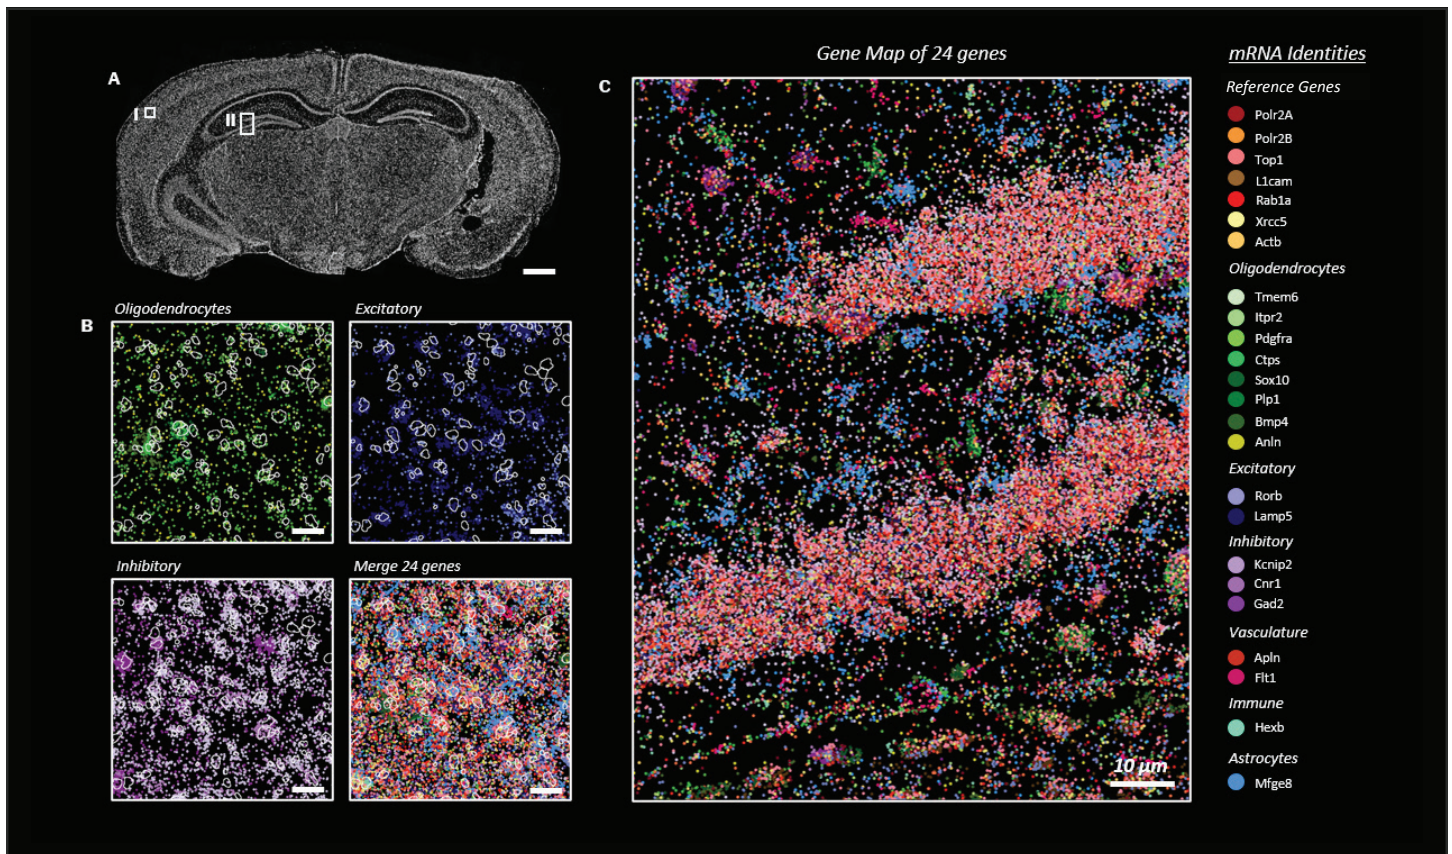 A
I
II
B
Oligodendrocytes
Excitatory
Inhibitory
Merge 24 genes
Gene Map of 24 genes
C
10 μm
mRNA Identities
Reference Genes
Polr2A
Polr2B
Top1
L1cam
Rab1a
Xrcc5
Actb
Oligodendrocytes
Tmem6
Itpr2
Pdgfra
Ctps
Sox10
Plp1
Bmp4
Anln
Excitatory
Rorb
Lamp5
Inhibitory
Kcnip2
Cnr1
Gad2
Vasculature
Apln
Flt1
Immune
Hexb
Astrocytes
Mfge8